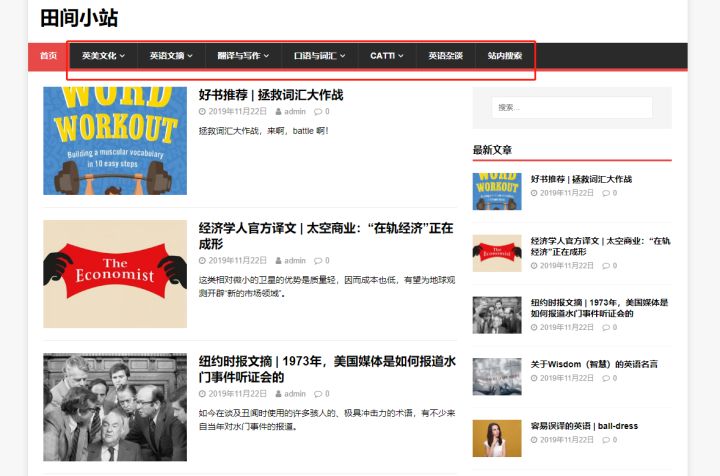 田间小站
首页 英美文化 英语文摘 翻译与写作 口语与词汇 CATTI 英语杂谈 站内搜索
WORD
WORKOUT
Building a muscular vocabulary
in 10 easy steps
好书推荐 | 拯救词汇大作战
2019年11月22日 admin 0
拯救词汇大作战，来啊，battle 啊！
The
Economist
经济学人官方译文 | 太空商业：“在轨经济”正在
成形
2019年11月22日 admin 0
这类相对微小的卫星的优势是质量轻，因而成本也低，有望为地球观
测开辟“新的市场领域”。
纽约时报文摘 | 1973年，美国媒体是如何报道水
门事件听证会的
2019年11月22日 admin 0
如今在谈及丑闻时使用的许多骇人的、极具冲击力的术语，有不少来
自当年对水门事件的报道。
搜索...
最新文章
WORD
WORKOUT
好书推荐 | 拯救词汇大作战
2019年11月22日 0
The
Economist
经济学人官方译文 | 太空商业：“在轨经
济”正在成形
2019年11月22日 0
纽约时报文摘 | 1973年，美国媒体是
如何报道水门事件听证会的
2019年11月22日 0
关于Wisdom（智慧）的英语名言
2019年11月22日 0
容易误译的英语 | ball-dress
2019年11月22日 0